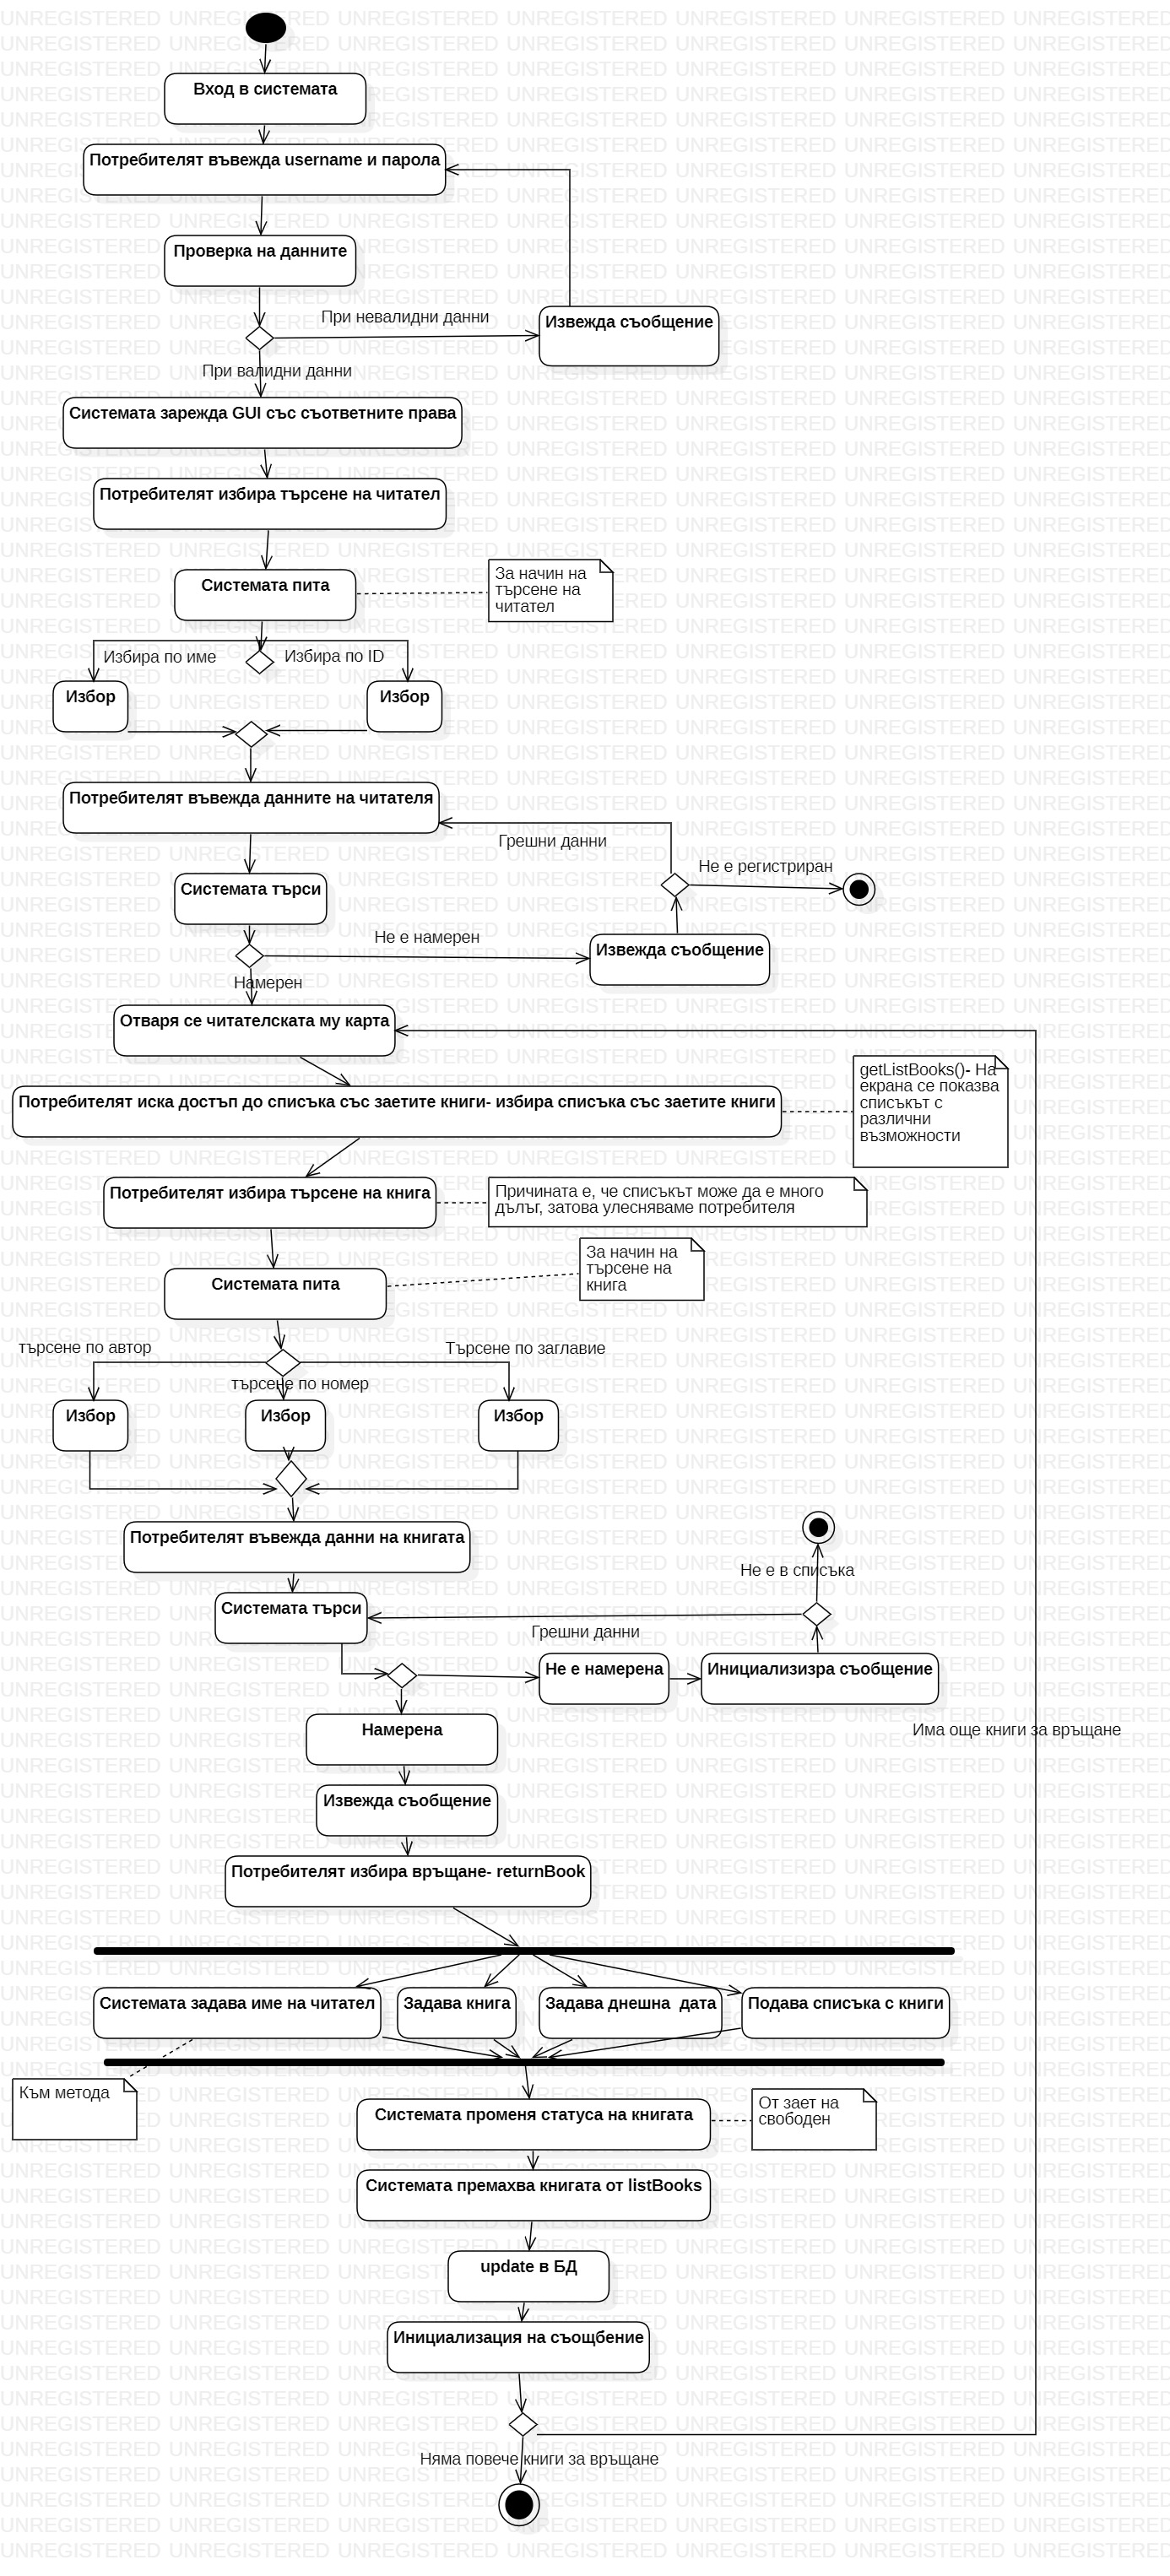 Вход в системата
Потребителят въвежда username и парола
Проверка на данните
При невалидни данни
Извежда съобщение
При валидни данни
Системата зарежда GUI със съответните права
Потребителят избира търсене на читател
Системата пита
За начин на
търсене на
читател
Избира по име
Избира по ID
Избор
Избор
Потребителят въвежда данните на читателя
Грешни данни
Не е регистриран
Системата търси
Не е намерен
Извежда съобщение
Намерен
Отваря се читателската му карта
getListBooks()- На
екрана се показва
списъкът с
различни
възможности
Потребителят иска достъп до списъка със заетите книги- избира списъка със заетите книги
Потребителят избира търсене на книга
Причината е, че списъкът може да е много
дълъг, затова улесняваме потребителя
Системата пита
За начин на
търсене на
книга
търсене по автор
Търсене по заглавие
търсене по номер
Избор
Избор
Избор
Потребителят въвежда данни на книгата
Не е в списъка
Системата търси
Грешни данни
Не е намерена
Инициализизра съобщение
Намерена
Има още книги за връщане
Извежда съобщение
Потребителят избира връщане- returnBook
Системата задава име на читател
Задава книга
Задава днешна  дата
Подава списъка с книги
Към метода
Системата променя статуса на книгата
От зает на
свободен
Системата премахва книгата от listBooks
update в БД
Инициализация на съощбение
Няма повече книги за връщане